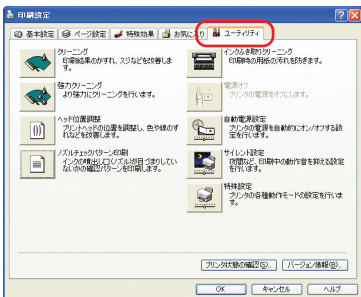 印刷設定
基本設定 ページ設定 特殊効果 お気に入り ユーティリティ
クリーニング
印刷結果のかすれ、スジなどを改善しま
す。
強力クリーニング
より強力にクリーニングを行います。
ヘッド位置調整
プリントヘッドの位置を調整し、色や線のず
れなどを改善します。
ノズルチェックパターン印刷
インクの噴出し口(ノズル)が目づまりしてい
ないかの確認パターンを印刷します。
インクふき取りクリーニング
印刷時の用紙の汚れを防ぎます。
電源オフ
プリンタの電源をオフにします。
自動電源設定
プリンタの電源を自動的にオン/オフする設
定を行います。
サイレント設定
夜間など、印刷中の動作音を抑える設定
を行います。
特殊設定
プリンタの各種動作モードの設定を行いま
す。
プリンタ状態の確認(S)... バージョン情報(B)...
OK キャンセル ヘルプ